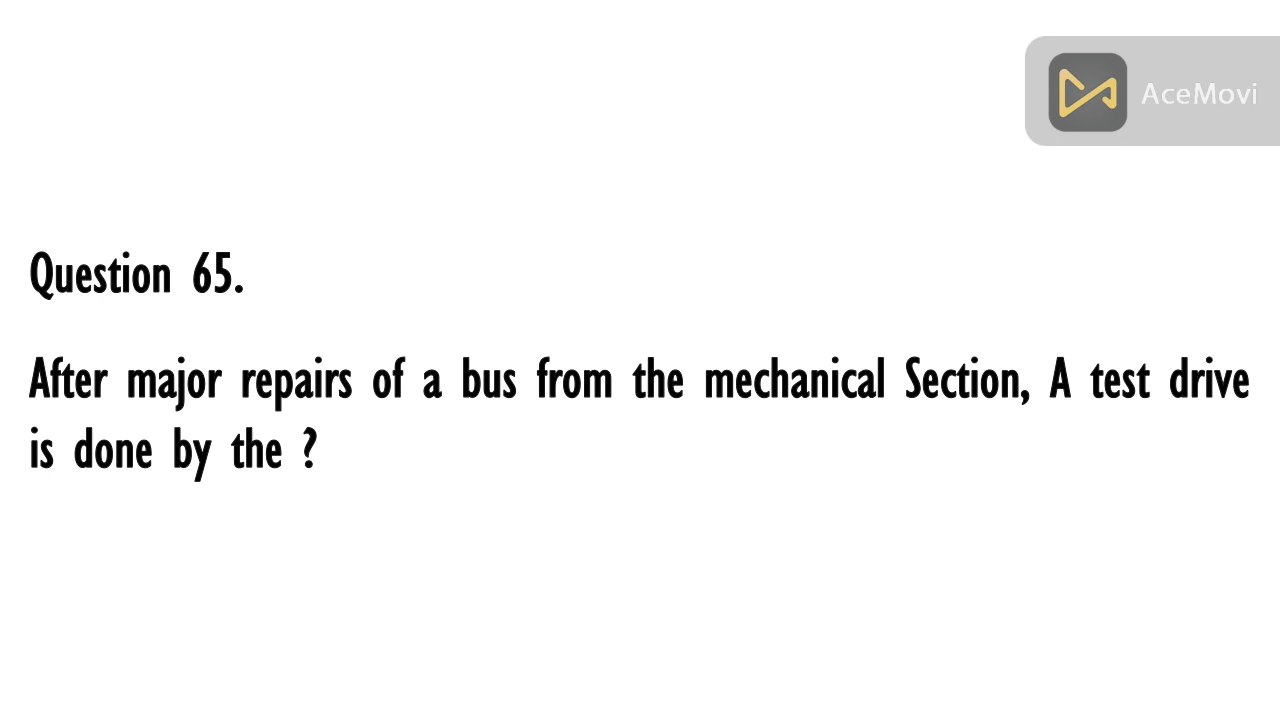 AceMovi
Question 65.
After major repairs of a bus from the mechanical Section, A test drive
is done by the ?